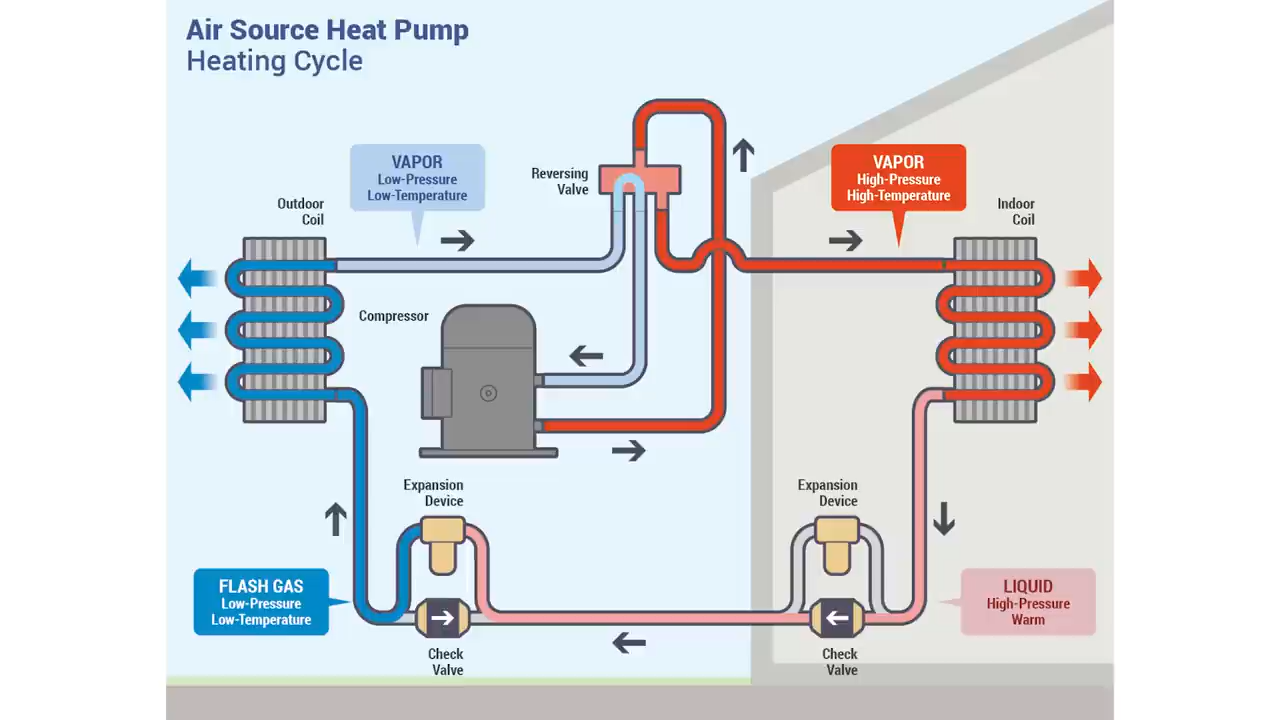 Air Source Heat Pump
Heating Cycle
VAPOR
Low-Pressure
Low-Temperature
Reversing
Valve
VAPOR
High-Pressure
High-Temperature
Outdoor
Coil
Indoor
Coil
Compressor
Expansion
Device
Expansion
Device
FLASH GAS
Low-Pressure
Low-Temperature
LIQUID
High-Pressure
Warm
Check
Valve
Check
Valve